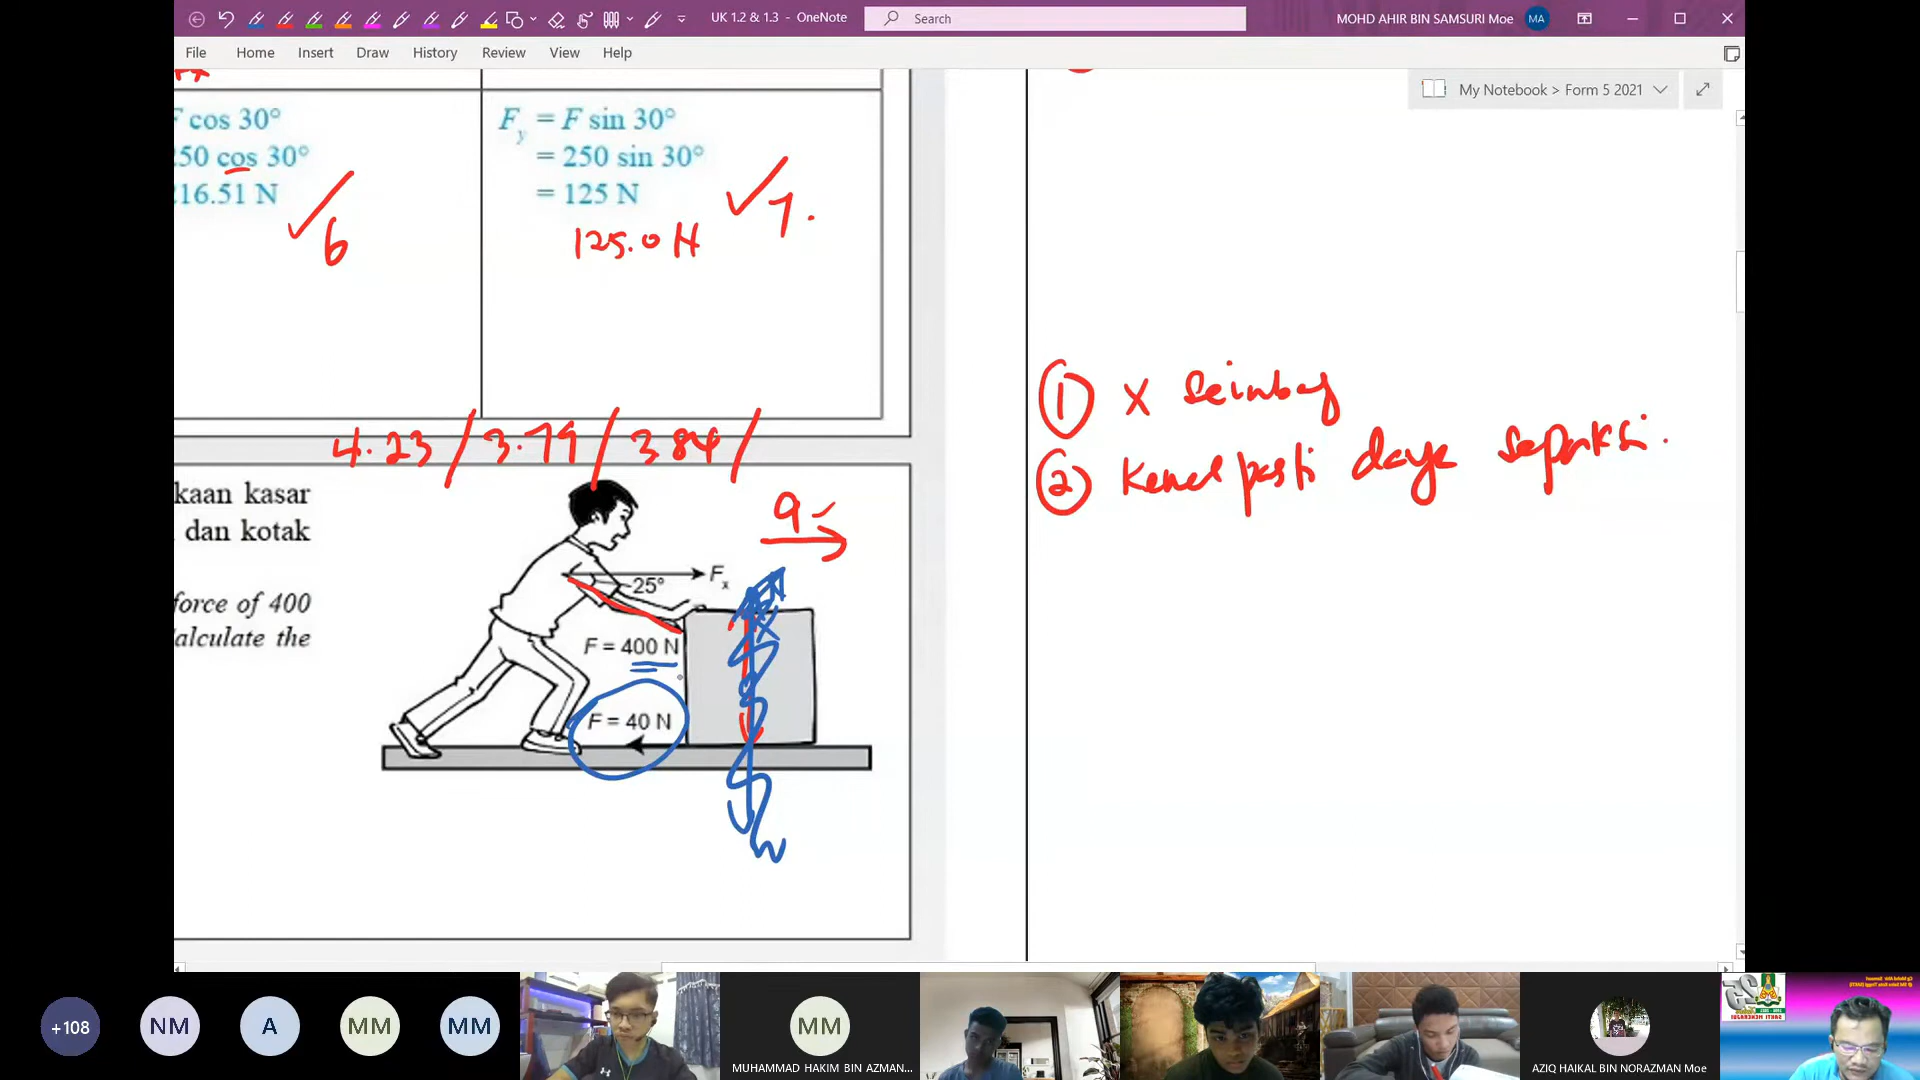 UK 1.2 & 1.3 - OneNote
Search
MOHD AHIR BIN SAMSURI Moe
MA
File Home Insert Draw History Review View Help
My Notebook > Form 5 2021
F cos 30°
50 cos 30°
16.51 N
6
Fy = F sin 30°
= 250 sin 30°
= 125 N
125.0 N
7.
4.23 / 3.79 / 3.84 /
① X Seimbang
② Kenal pasti daya sepaksi.
kaan kasar
dan kotak
force of 400
alculate the
a
25°
Fx
F = 400 N
F = 40 N
+108
NM
A
MM
MM
MM
MUHAMMAD HAKIM BIN AZMAN...
AZIQ HAIKAL BIN NORAZMAN Moe